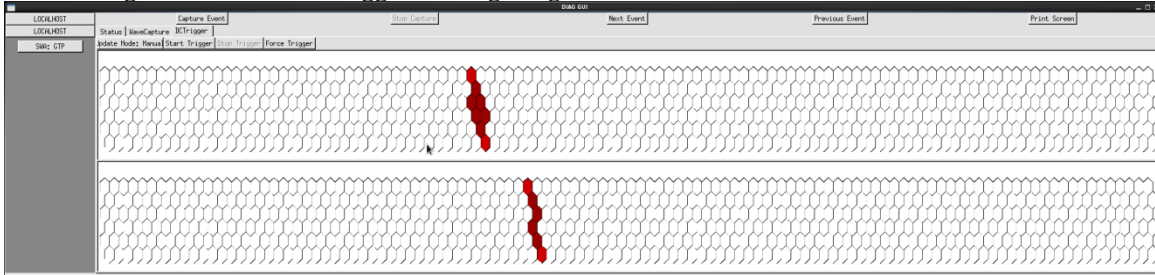 DIAG GUI
LOCALHOST Capture Event Stop Capture Next Event Previous Event Print Screen
LOCALHOST Status WaveCapture DCTrigger
SWA: GTP pdate Mode: Manual Start Trigger Stop Trigger Force Trigger